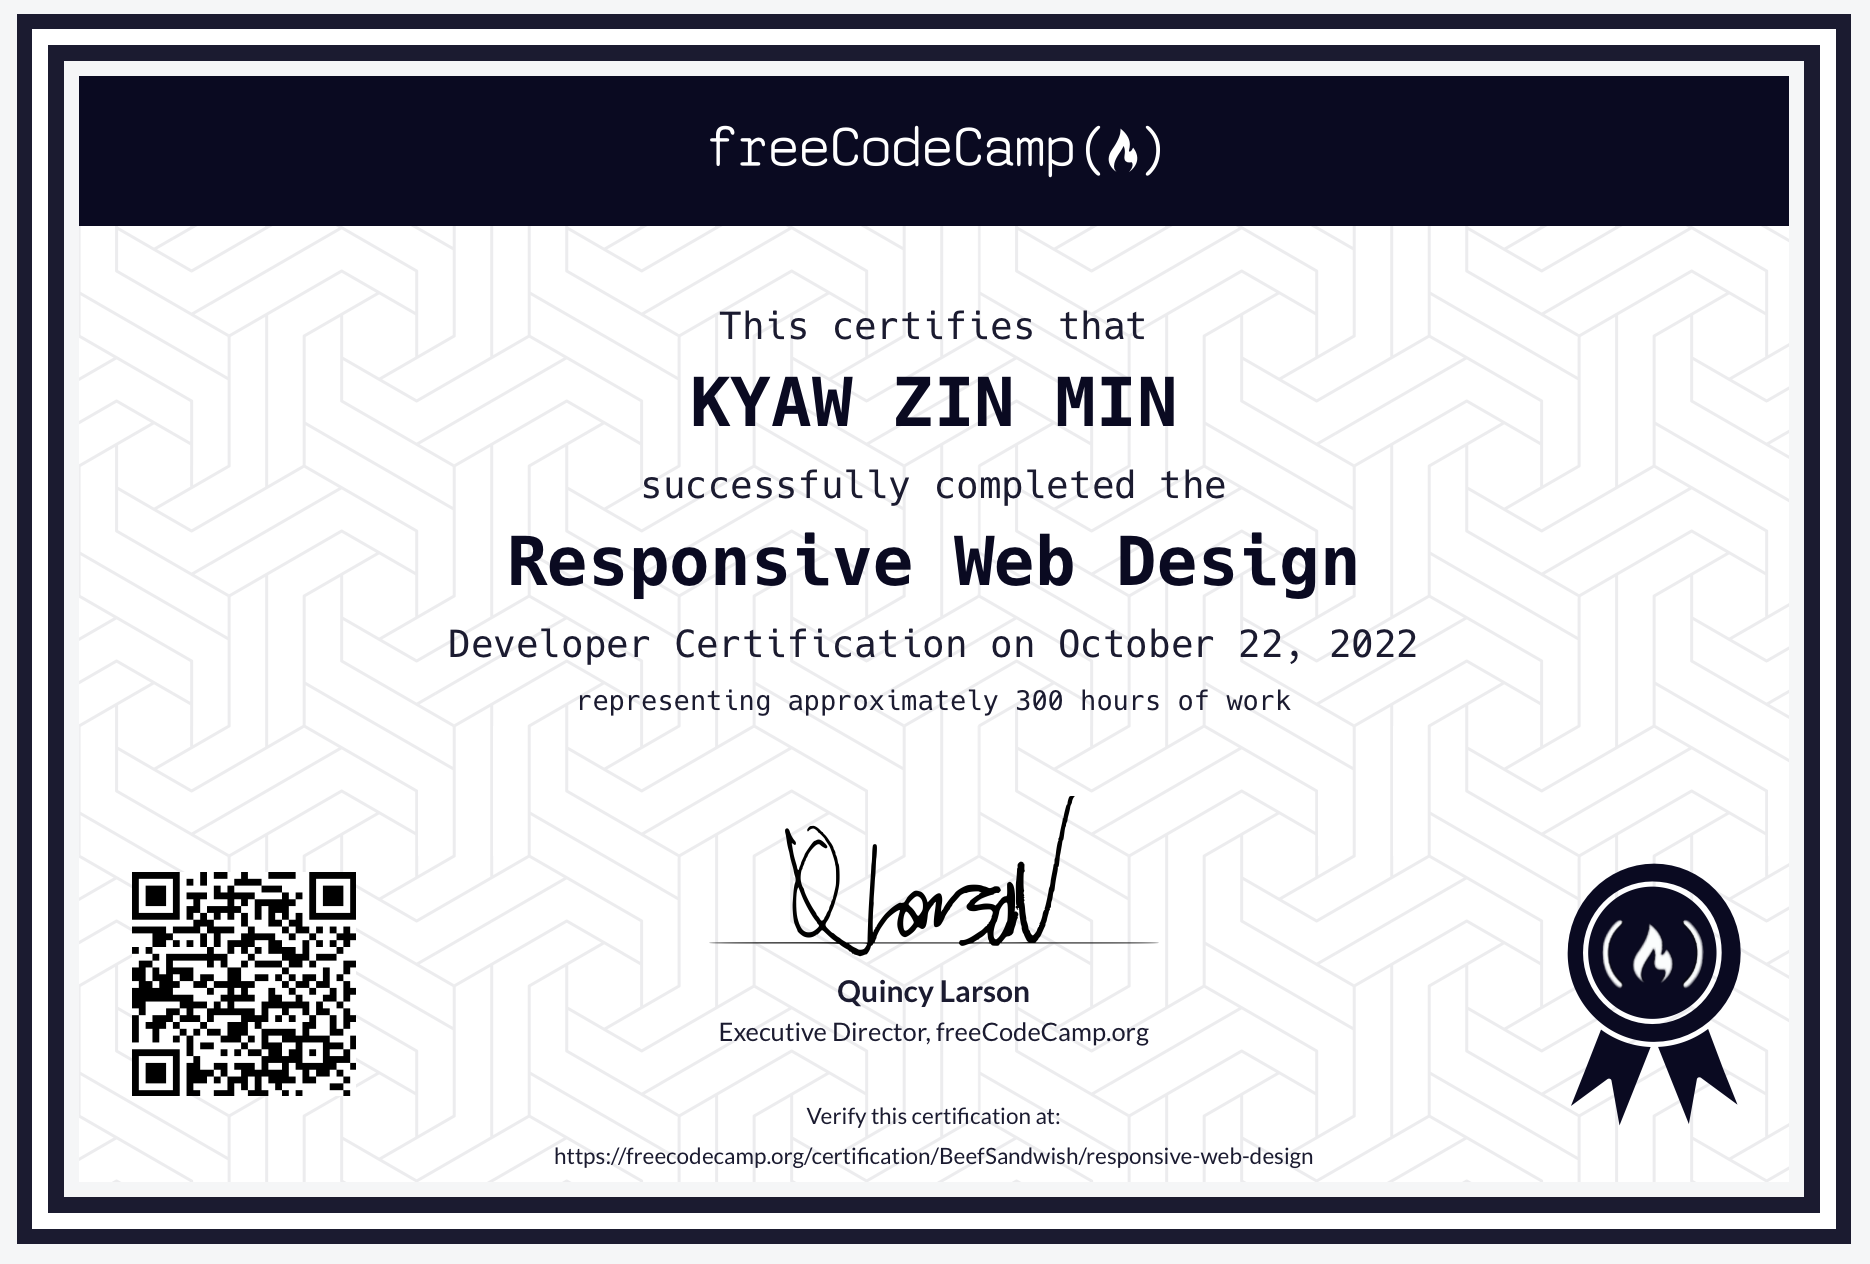 freeCodeCamp(🔥)
This certifies that
KYAW ZIN MIN
successfully completed the
Responsive Web Design
Developer Certification on October 22, 2022
representing approximately 300 hours of work
Q Larson
Quincy Larson
Executive Director, freeCodeCamp.org
Verify this certification at:
https://freecodecamp.org/certification/BeefSandwish/responsive-web-design